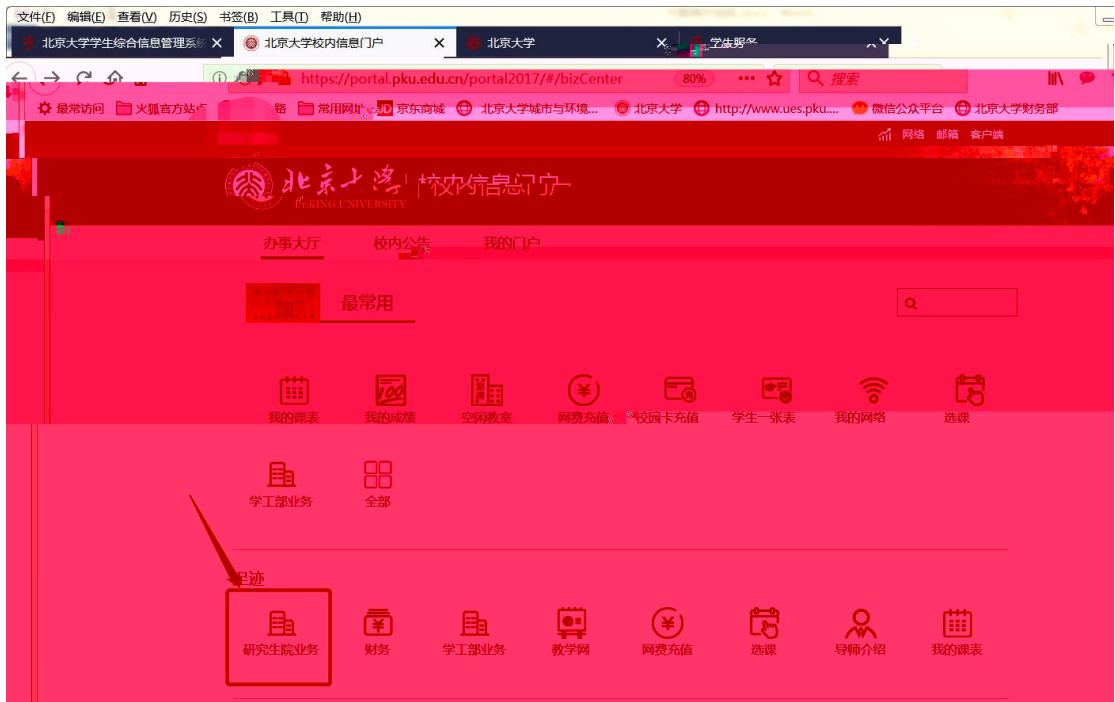 文件(F) 编辑(E) 查看(V) 历史(S) 书签(B) 工具(T) 帮助(H)
北京大学学生综合信息管理系统 北京大学校内信息门户 北京大学
https://portal.pku.edu.cn/portal2017/#/bizCenter 80% 搜索
最常访问 火狐官方站点 常用网址 JD 京东商城 北京大学城市与环境... 北京大学 http://www.ues.pku.... 微信公众平台 北京大学财务部
网络 邮箱 客户端
北京大学 校内信息门户
PEKING UNIVERSITY
办事大厅 校内公告 我的门户
最常用
我的课表 我的成绩 空闲教室 网费充值 校园卡充值 学生一张表 我的网络 选课
学工部业务 全部
足迹
研究生院业务 财务 学工部业务 教学网 网费充值 选课 导师介绍 我的课表